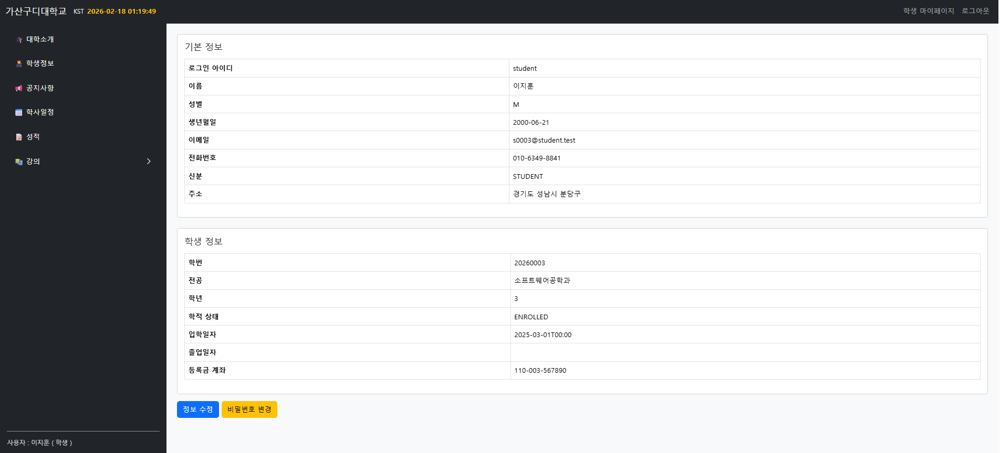 가산구디대학교 KST 2026-02-18 01:19:49 학생 마이페이지 로그아웃
대학소개
학생정보
공지사항
학사일정
성적
강의
사용자 : 이지훈 ( 학생 )
기본 정보
로그인 아이디 student
이름 이지훈
성별 M
생년월일 2000-06-21
이메일 s0003@student.test
전화번호 010-6349-8841
신분 STUDENT
주소 경기도 성남시 분당구
학생 정보
학번 20260003
전공 소프트웨어공학과
학년 3
학적 상태 ENROLLED
입학일자 2025-03-01T00:00
졸업일자
등록금 계좌 110-003-567890
정보 수정 비밀번호 변경